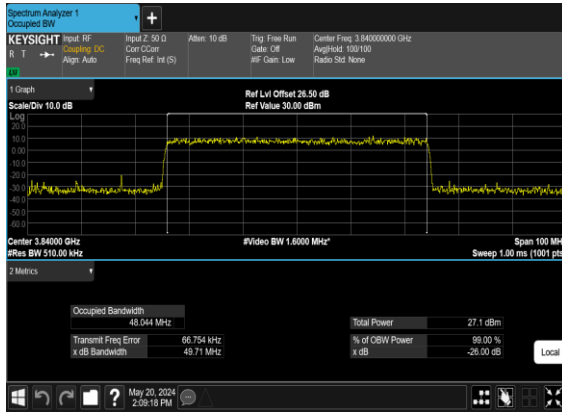 Spectrum Analyzer 1
Occupied BW
+
KEYSIGHT Input: RF Input Z: 50 Ω Atten: 10 dB Trig: Free Run Center Freq: 3.840000000 GHz
R T Coupling: DC Corr CCorr Gate: Off Avg|Hold: 100/100
Align: Auto Freq Ref: Int (S) #IF Gain: Low Radio Std: None
1 Graph
Ref Lvl Offset 26.50 dB
Scale/Div 10.0 dB Ref Value 30.00 dBm
Log
20.0
10.0
0.00
-10.0
-20.0
-30.0
-40.0
-50.0
-60.0
Center 3.84000 GHz #Video BW 1.6000 MHz* Span 100 MH
#Res BW 510.00 kHz Sweep 1.00 ms (1001 pts
2 Metrics
Occupied Bandwidth
48.044 MHz Total Power 27.1 dBm
Transmit Freq Error 66.754 kHz % of OBW Power 99.00 %
x dB Bandwidth 49.71 MHz x dB -26.00 dB
Local
? May 20, 2024
2:09:18 PM